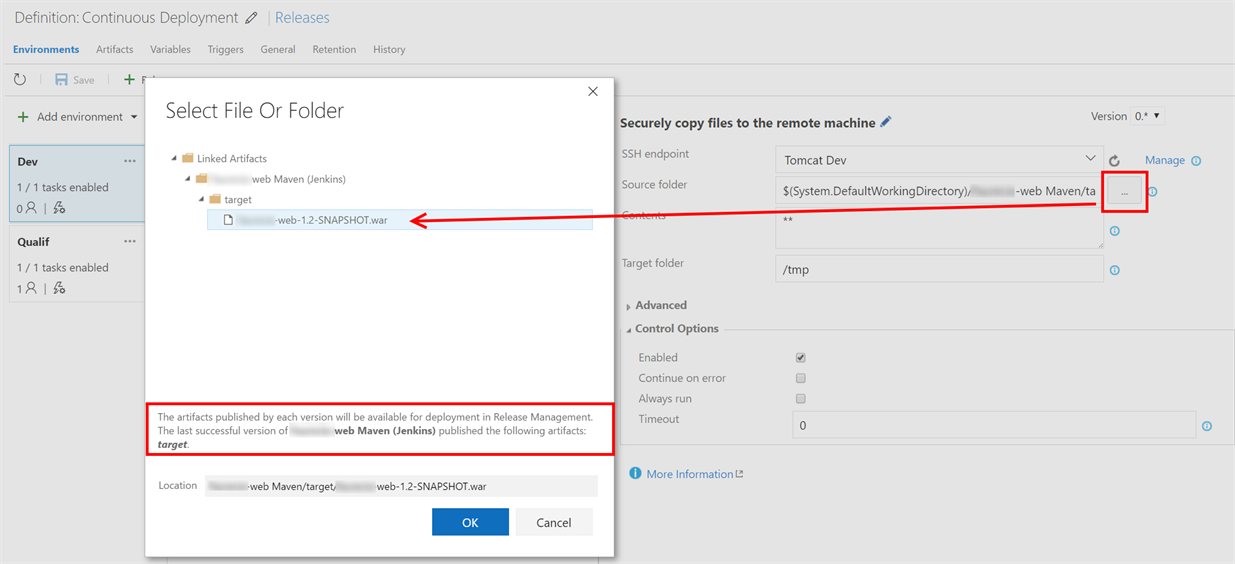 Definition: Continuous Deployment | Releases
Environments Artifacts Variables Triggers General Retention History
Save
Add environment
Dev
1 / 1 tasks enabled
0
Qualif
1 / 1 tasks enabled
1
Select File Or Folder
Linked Artifacts
web Maven (Jenkins)
target
-web-1.2-SNAPSHOT.war
The artifacts published by each version will be available for deployment in Release Management.
The last successful version of web Maven (Jenkins) published the following artifacts:
target.
Location -web Maven/target/ web-1.2-SNAPSHOT.war
OK Cancel
Securely copy files to the remote machine
Version 0.*
SSH endpoint Tomcat Dev Manage
Source folder $(System.DefaultWorkingDirectory)/ -web Maven/ta ...
Contents **
Target folder /tmp
Advanced
Control Options
Enabled
Continue on error
Always run
Timeout 0
More Information